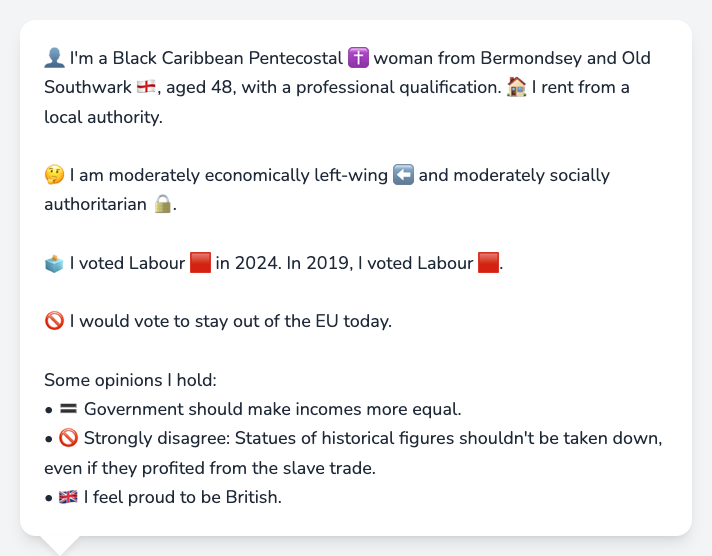 👤 I'm a Black Caribbean Pentecostal ✝️ woman from Bermondsey and Old
Southwark 🏴󠁧󠁢󠁥󠁮󠁧󠁿, aged 48, with a professional qualification. 🏠 I rent from a
local authority.
🤔 I am moderately economically left-wing ⬅️ and moderately socially
authoritarian 🔒.
🗳️ I voted Labour 🟥 in 2024. In 2019, I voted Labour 🟥.
🚫 I would vote to stay out of the EU today.
Some opinions I hold:
• 🟰 Government should make incomes more equal.
• 🚫 Strongly disagree: Statues of historical figures shouldn't be taken down,
even if they profited from the slave trade.
• 🇬🇧 I feel proud to be British.